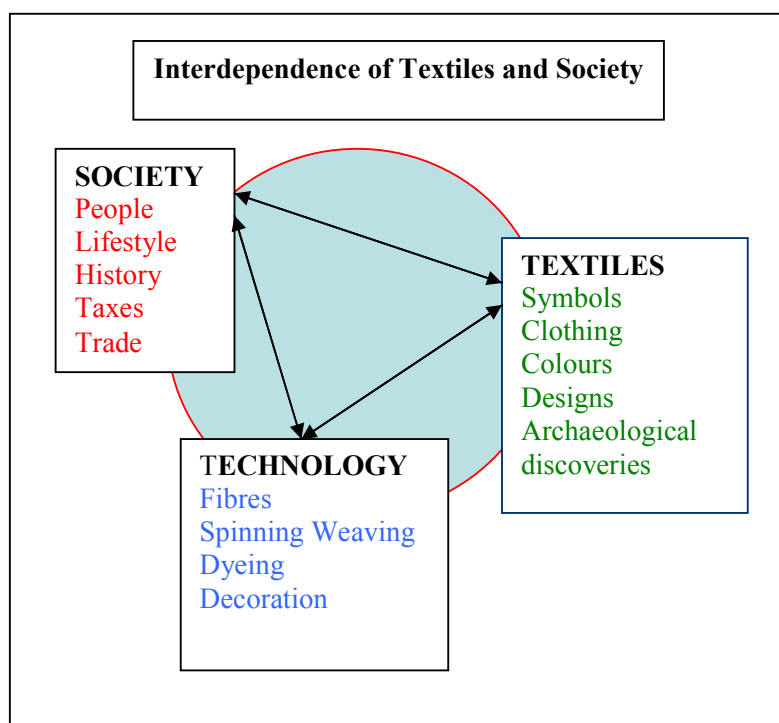 Interdependence of Textiles and Society
SOCIETY
People
Lifestyle
History
Taxes
Trade
TEXTILES
Symbols
Clothing
Colours
Designs
Archaeological
discoveries
TECHNOLOGY
Fibres
Spinning Weaving
Dyeing
Decoration